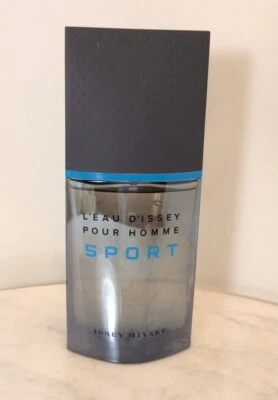 L'EAU D'ISSEY
POUR HOMME
SPORT
ISSEY MIYAKE